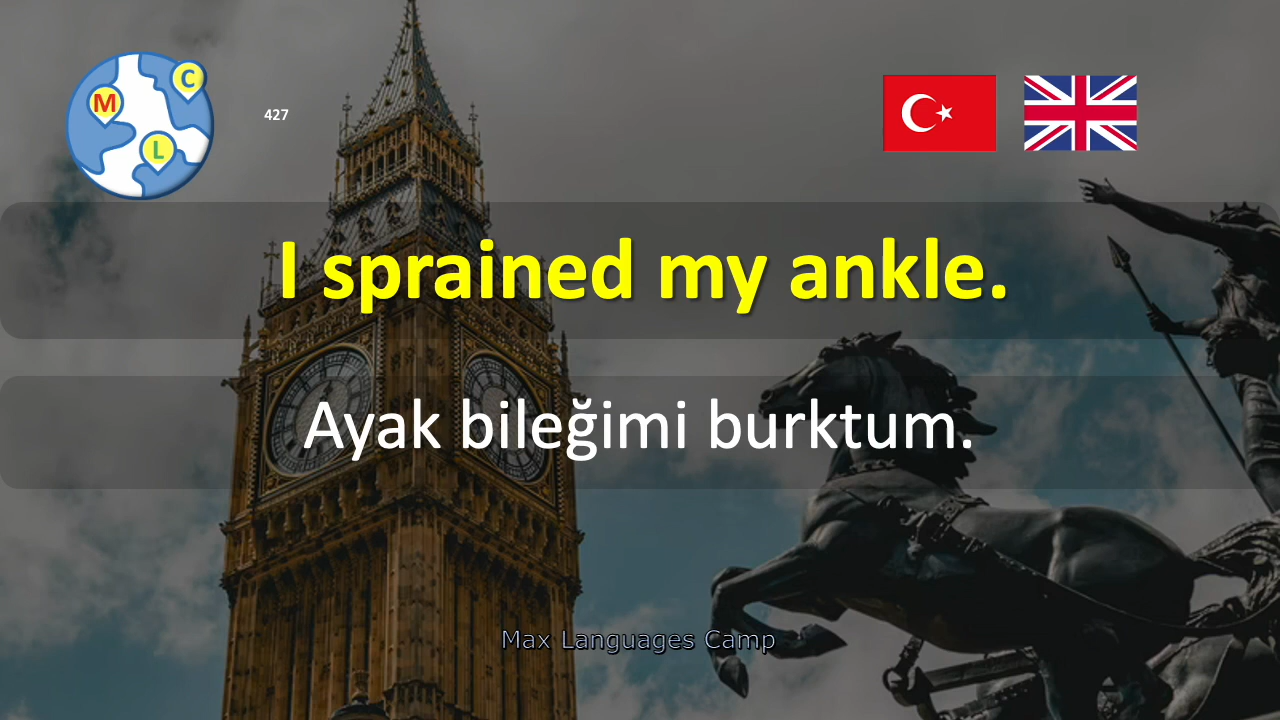 M
C
L
427
I sprained my ankle.
Ayak bileğimi burktum.
Max Languages Camp